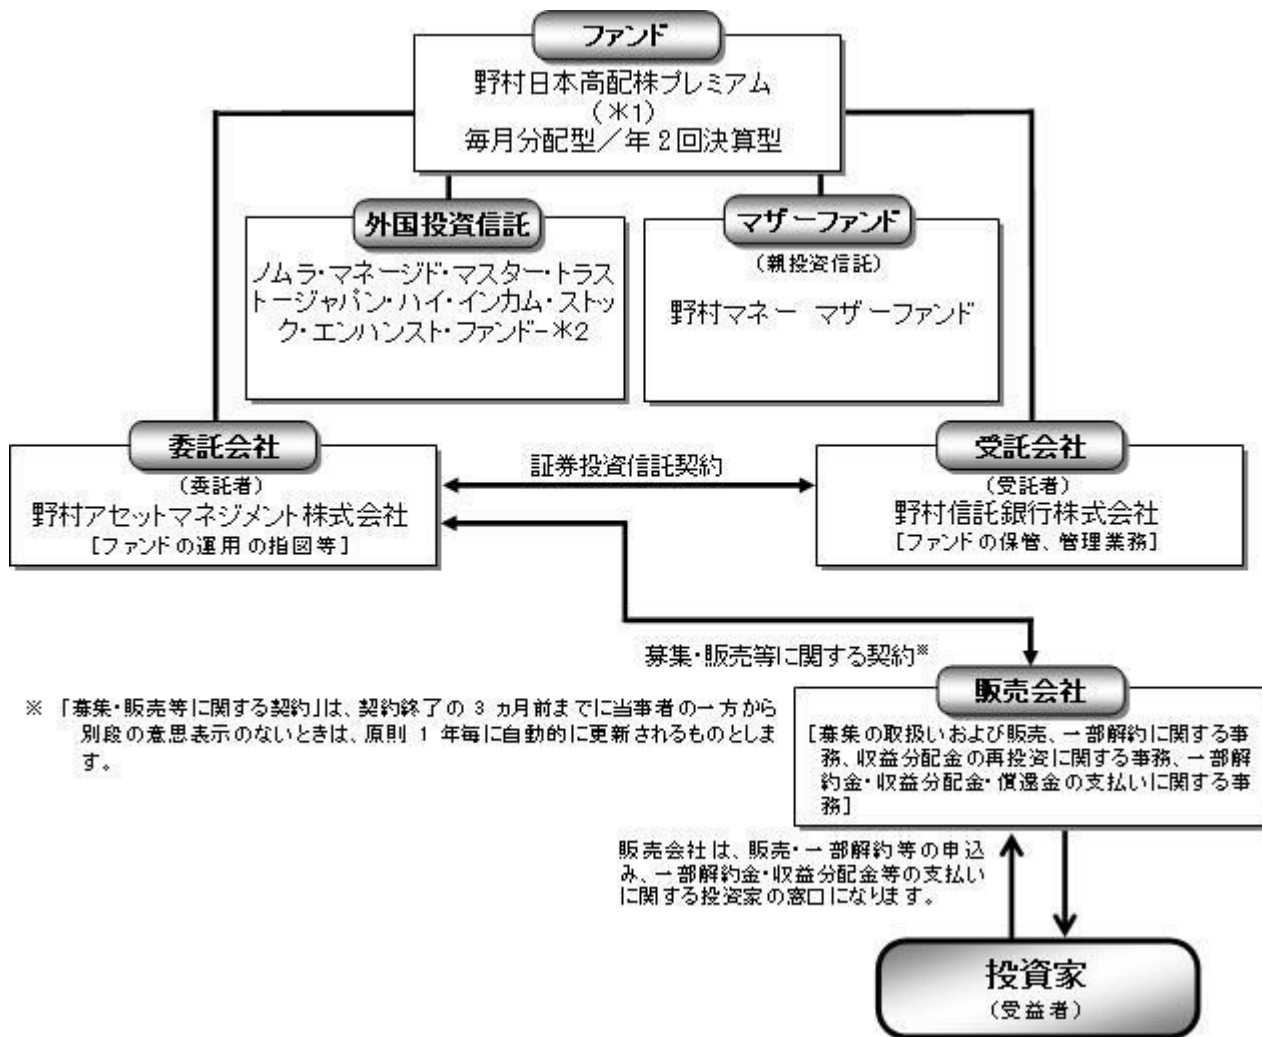 ファンド
野村日本高配株プレミアム
(＊1)
毎月分配型／年2回決算型
外国投資信託
ノムラ・マネージド・マスター・トラス
トージャパン・ハイ・インカム・ストッ
ク・エンハンスト・ファンド-＊2
マザーファンド
(親投資信託)
野村マネー マザーファンド
委託会社
(委託者)
野村アセットマネジメント株式会社
[ファンドの運用の指図等]
証券投資信託契約
受託会社
(受託者)
野村信託銀行株式会社
[ファンドの保管、管理業務]
募集・販売等に関する契約※
※ 「募集・販売等に関する契約」は、契約終了の 3 ヵ月前までに当事者の一方から
別段の意思表示のないときは、原則 1 年毎に自動的に更新されるものとしま
す。
販売会社
[募集の取扱いおよび販売、一部解約に関する事
務、収益分配金の再投資に関する事務、一部解
約金・収益分配金・償還金の支払いに関する事
務]
販売会社は、販売・一部解約等の申込
み、一部解約金・収益分配金等の支払い
に関する投資家の窓口になります。
投資家
(受益者)